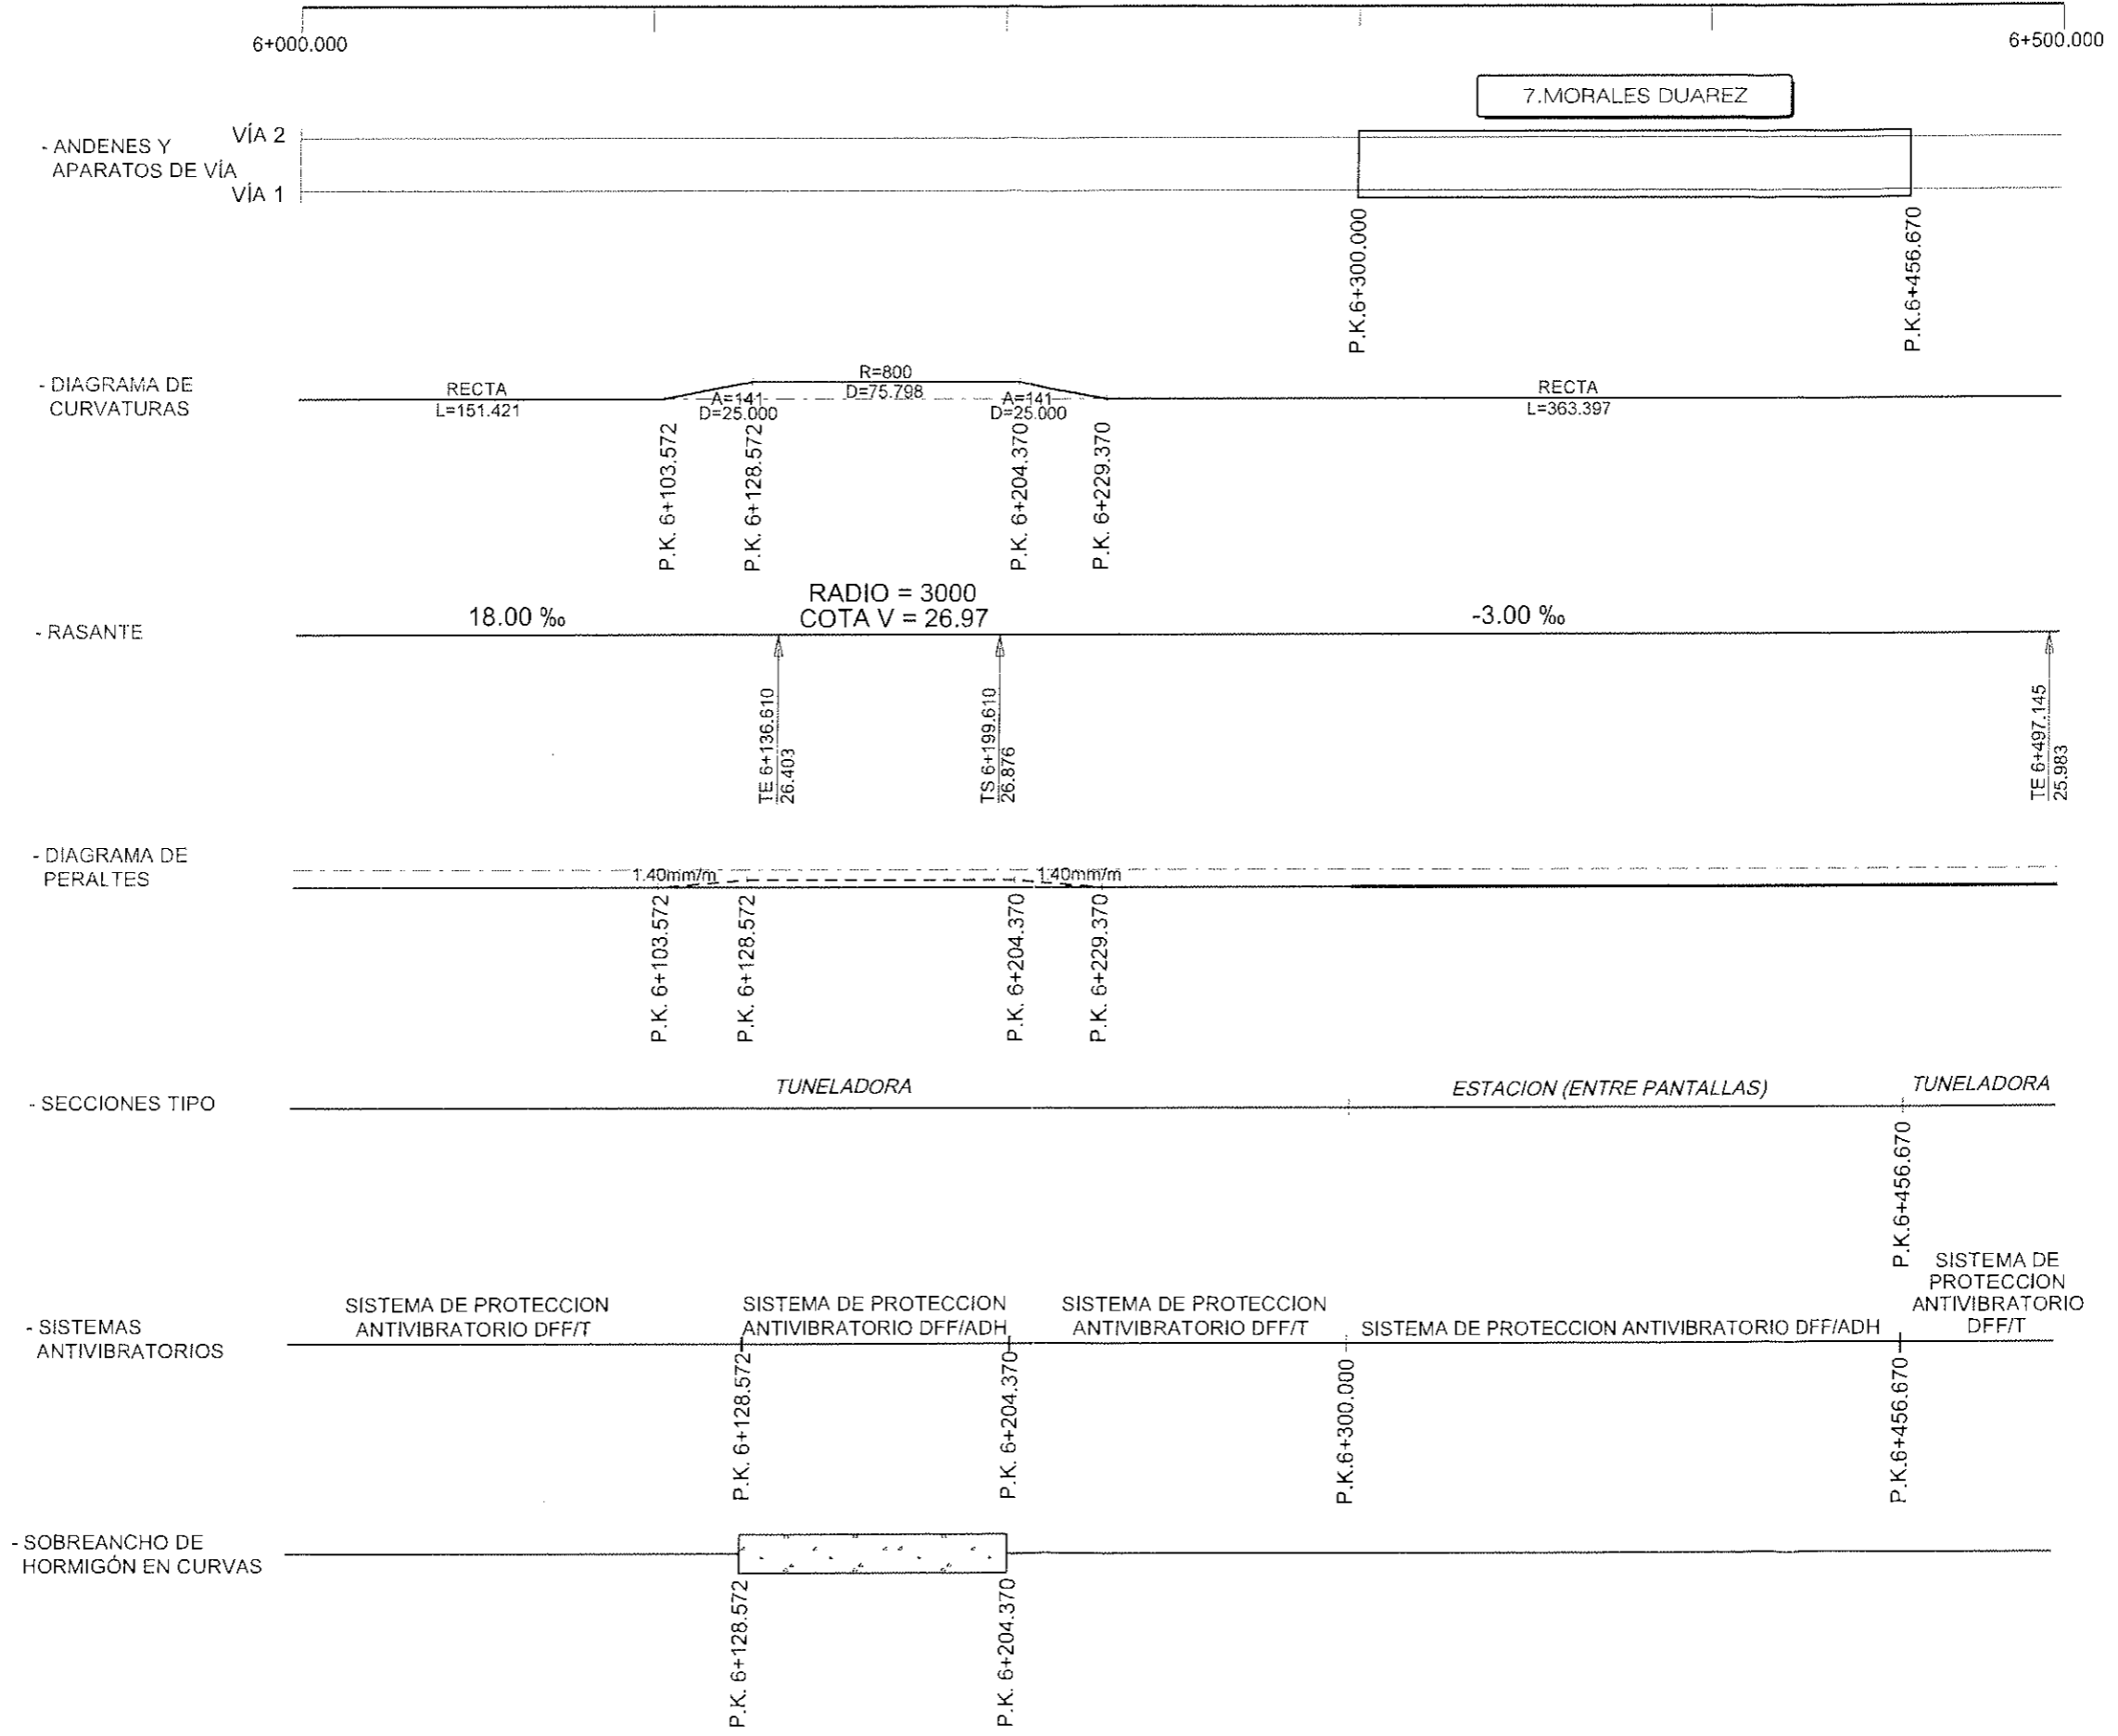 6+000.000
6+500.000
7.MORALES DUAREZ
- ANDENES Y
APARATOS DE VÍA
VÍA 2
VÍA 1
P.K.6+300.000
P.K.6+456.670
- DIAGRAMA DE
CURVATURAS
RECTA
L=151.421
A=141
D=25.000
R=800
D=75.798
A=141
D=25.000
RECTA
L=363.397
P.K. 6+103.572
P.K. 6+128.572
P.K. 6+204.370
P.K. 6+229.370
- RASANTE
18.00 ‰
RADIO = 3000
COTA V = 26.97
-3.00 ‰
TE 6+136.610
26.403
TS 6+199.610
26.876
TE 6+497.145
25.983
- DIAGRAMA DE
PERALTES
1.40mm/m
1.40mm/m
P.K. 6+103.572
P.K. 6+128.572
P.K. 6+204.370
P.K. 6+229.370
- SECCIONES TIPO
TUNELADORA
ESTACION (ENTRE PANTALLAS)
TUNELADORA
P.K.6+456.670
- SISTEMAS
ANTIVIBRATORIOS
SISTEMA DE PROTECCION
ANTIVIBRATORIO DFF/T
SISTEMA DE PROTECCION
ANTIVIBRATORIO DFF/ADH
SISTEMA DE PROTECCION
ANTIVIBRATORIO DFF/T
SISTEMA DE PROTECCION ANTIVIBRATORIO DFF/ADH
SISTEMA DE
PROTECCION
ANTIVIBRATORIO
DFF/T
P.K. 6+128.572
P.K. 6+204.370
P.K.6+300.000
P.K.6+456.670
- SOBREANCHO DE
HORMIGÓN EN CURVAS
P.K. 6+128.572
P.K. 6+204.370